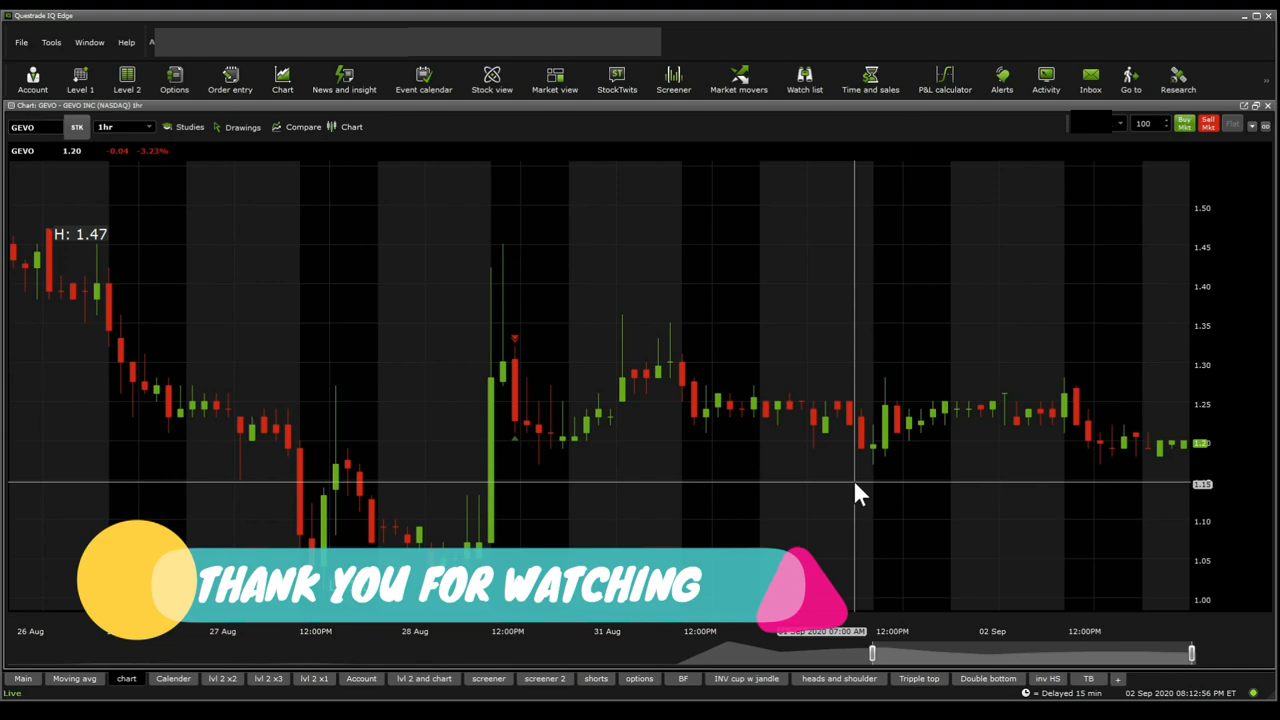 Questrade IQ Edge
File Tools Window Help A
Account Level 1 Level 2 Options Order entry Chart News and insight Event calendar Stock view Market view StockTwits Screener Market movers Watch list Time and sales P&L calculator Alerts Activity Inbox Go to Research
ST
Chart: GEVO - GEVO INC (NASDAQ) 1hr
GEVO STK 1hr Studies Drawings Compare Chart 100 Buy Mkt Sell Mkt Flat
GEVO 1.20 -0.04 -3.23%
H: 1.47
1.50
1.45
1.40
1.35
1.30
1.25
1.20
1.15
1.10
1.05
1.00
THANK YOU FOR WATCHING
26 Aug 27 Aug 12:00PM 28 Aug 12:00PM 31 Aug 12:00PM Sep 2020 07:00 AM 12:00PM 02 Sep 12:00PM
Main Moving avg chart Calender lvl 2 x2 lvl 2 x3 lvl 2 x1 Account lvl 2 and chart screener screener 2 shorts options BF INV cup w jandle heads and shoulder Tripple top Double bottom inv HS TB +
Live = Delayed 15 min 02 Sep 2020 08:12:56 PM ET